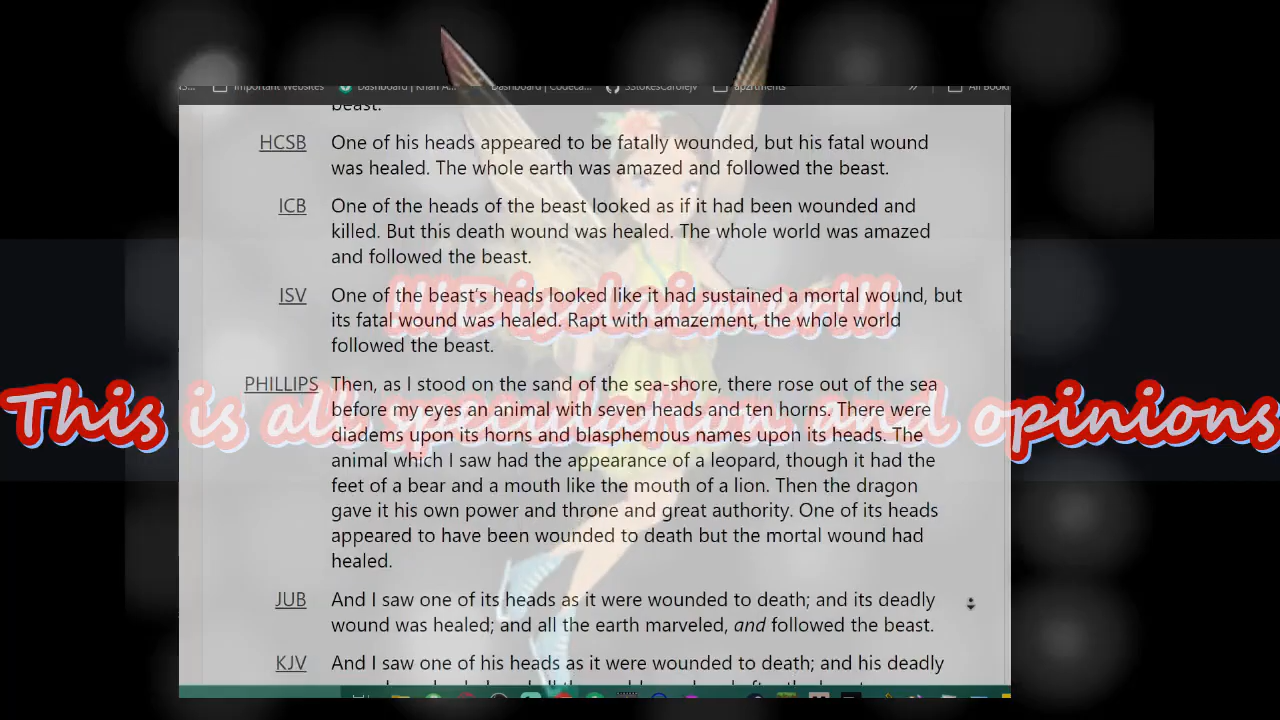 Important Websites Dashboard | Khan A... Dashboard | Codeca... All Booki
beast.
HCSB One of his heads appeared to be fatally wounded, but his fatal wound
was healed. The whole earth was amazed and followed the beast.
ICB One of the heads of the beast looked as if it had been wounded and
killed. But this death wound was healed. The whole world was amazed
and followed the beast.
!!!Disclaimer!!!
ISV One of the beast's heads looked like it had sustained a mortal wound, but
its fatal wound was healed. Rapt with amazement, the whole world
followed the beast.
PHILLIPS Then, as I stood on the sand of the sea-shore, there rose out of the sea
before my eyes an animal with seven heads and ten horns. There were
This is all speculation and opinions
diadems upon its horns and blasphemous names upon its heads. The
animal which I saw had the appearance of a leopard, though it had the
feet of a bear and a mouth like the mouth of a lion. Then the dragon
gave it his own power and throne and great authority. One of its heads
appeared to have been wounded to death but the mortal wound had
healed.
JUB And I saw one of its heads as it were wounded to death; and its deadly
wound was healed; and all the earth marveled, and followed the beast.
KJV And I saw one of his heads as it were wounded to death; and his deadly